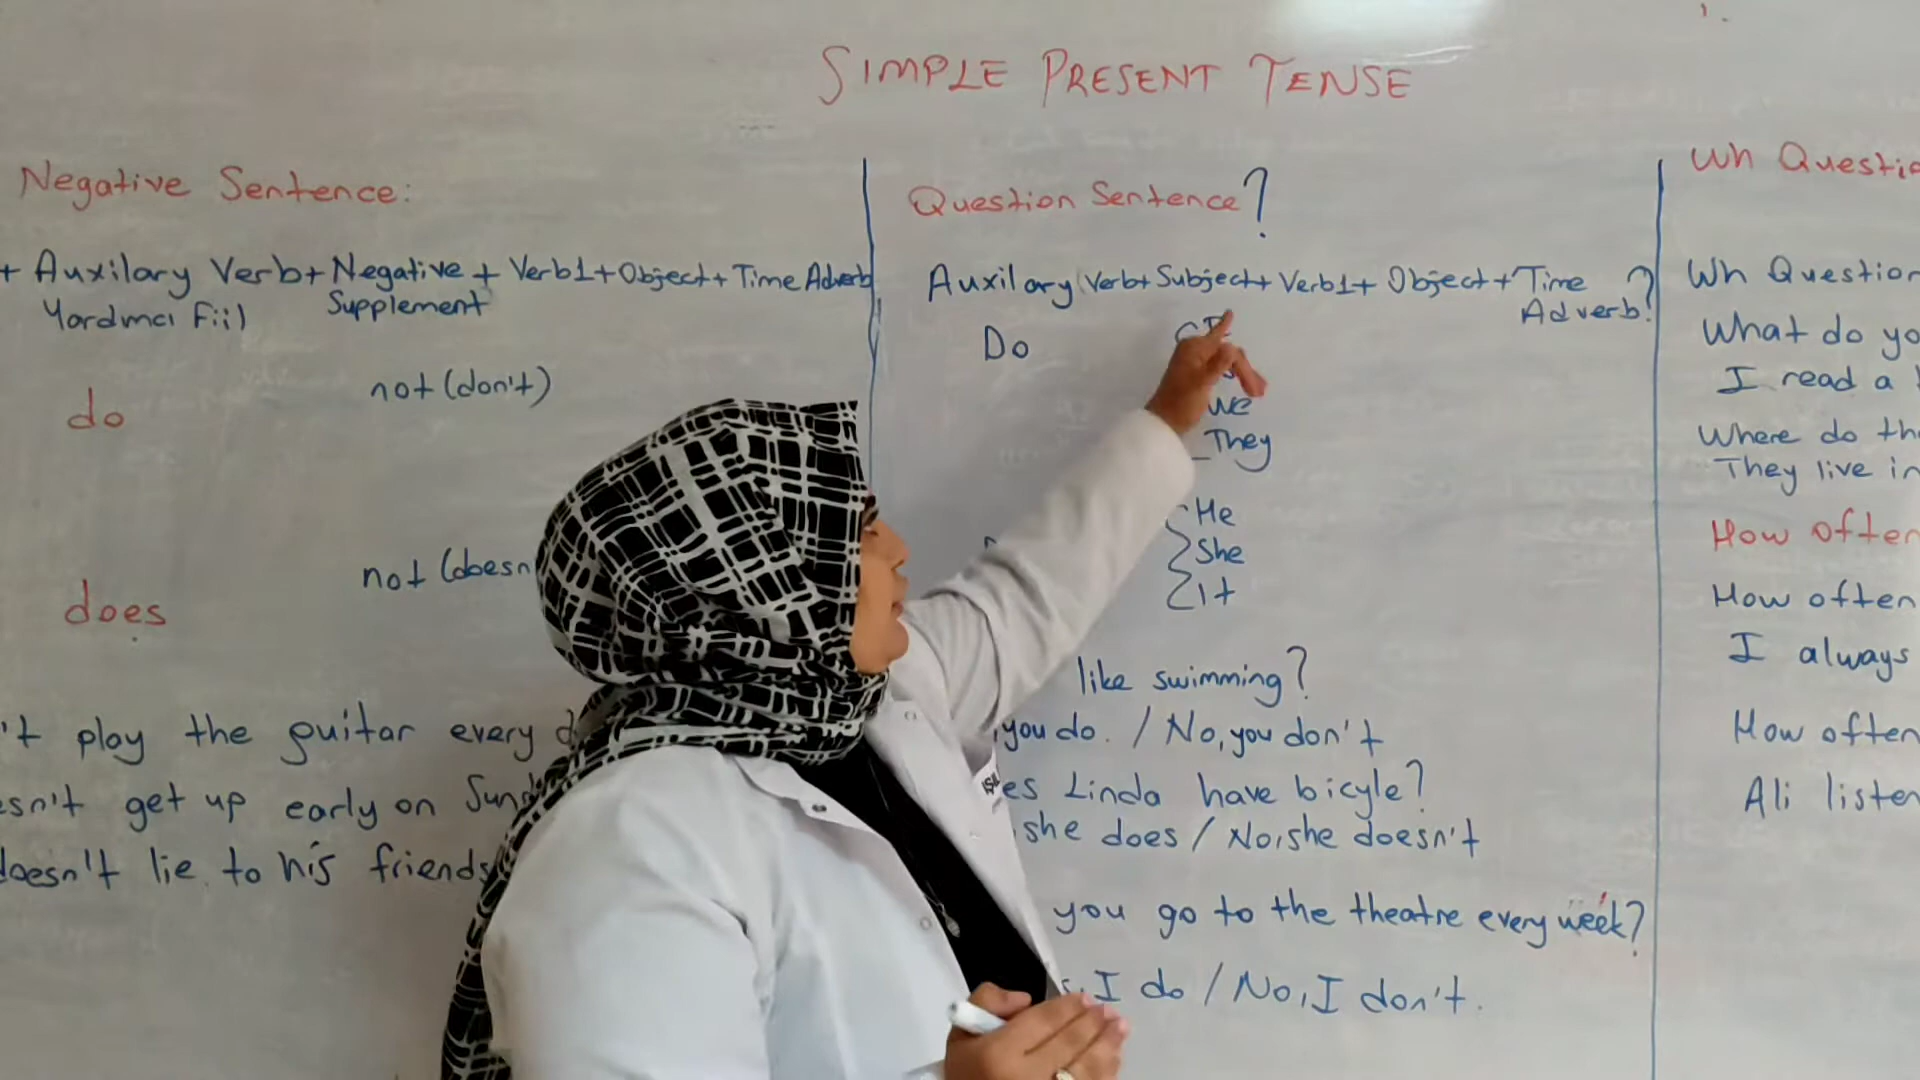 SIMPLE PRESENT TENSE
Negative Sentence:
+ Auxilary Verb + Negative + Verb1 + Object + Time Adverb
Yardımcı Fiil Supplement
do
not (don't)
does
not (doesn
't play the guitar every
esn't get up early on Sund
doesn't lie to his friends
Question Sentence?
Auxilary (Verb + Subject + Verb1 + Object + Time
Adverb ?
Do
We
They
He
She
It
like swimming?
, you do. / No, you don't
es Linda have bicyle?
, she does / No, she doesn't
you go to the theatre every week?
s, I do / No, I don't.
Wh Questio
Wh Question
What do yo
I read a
Where do th
They live in
How often
How often
I always
How often
Ali listen